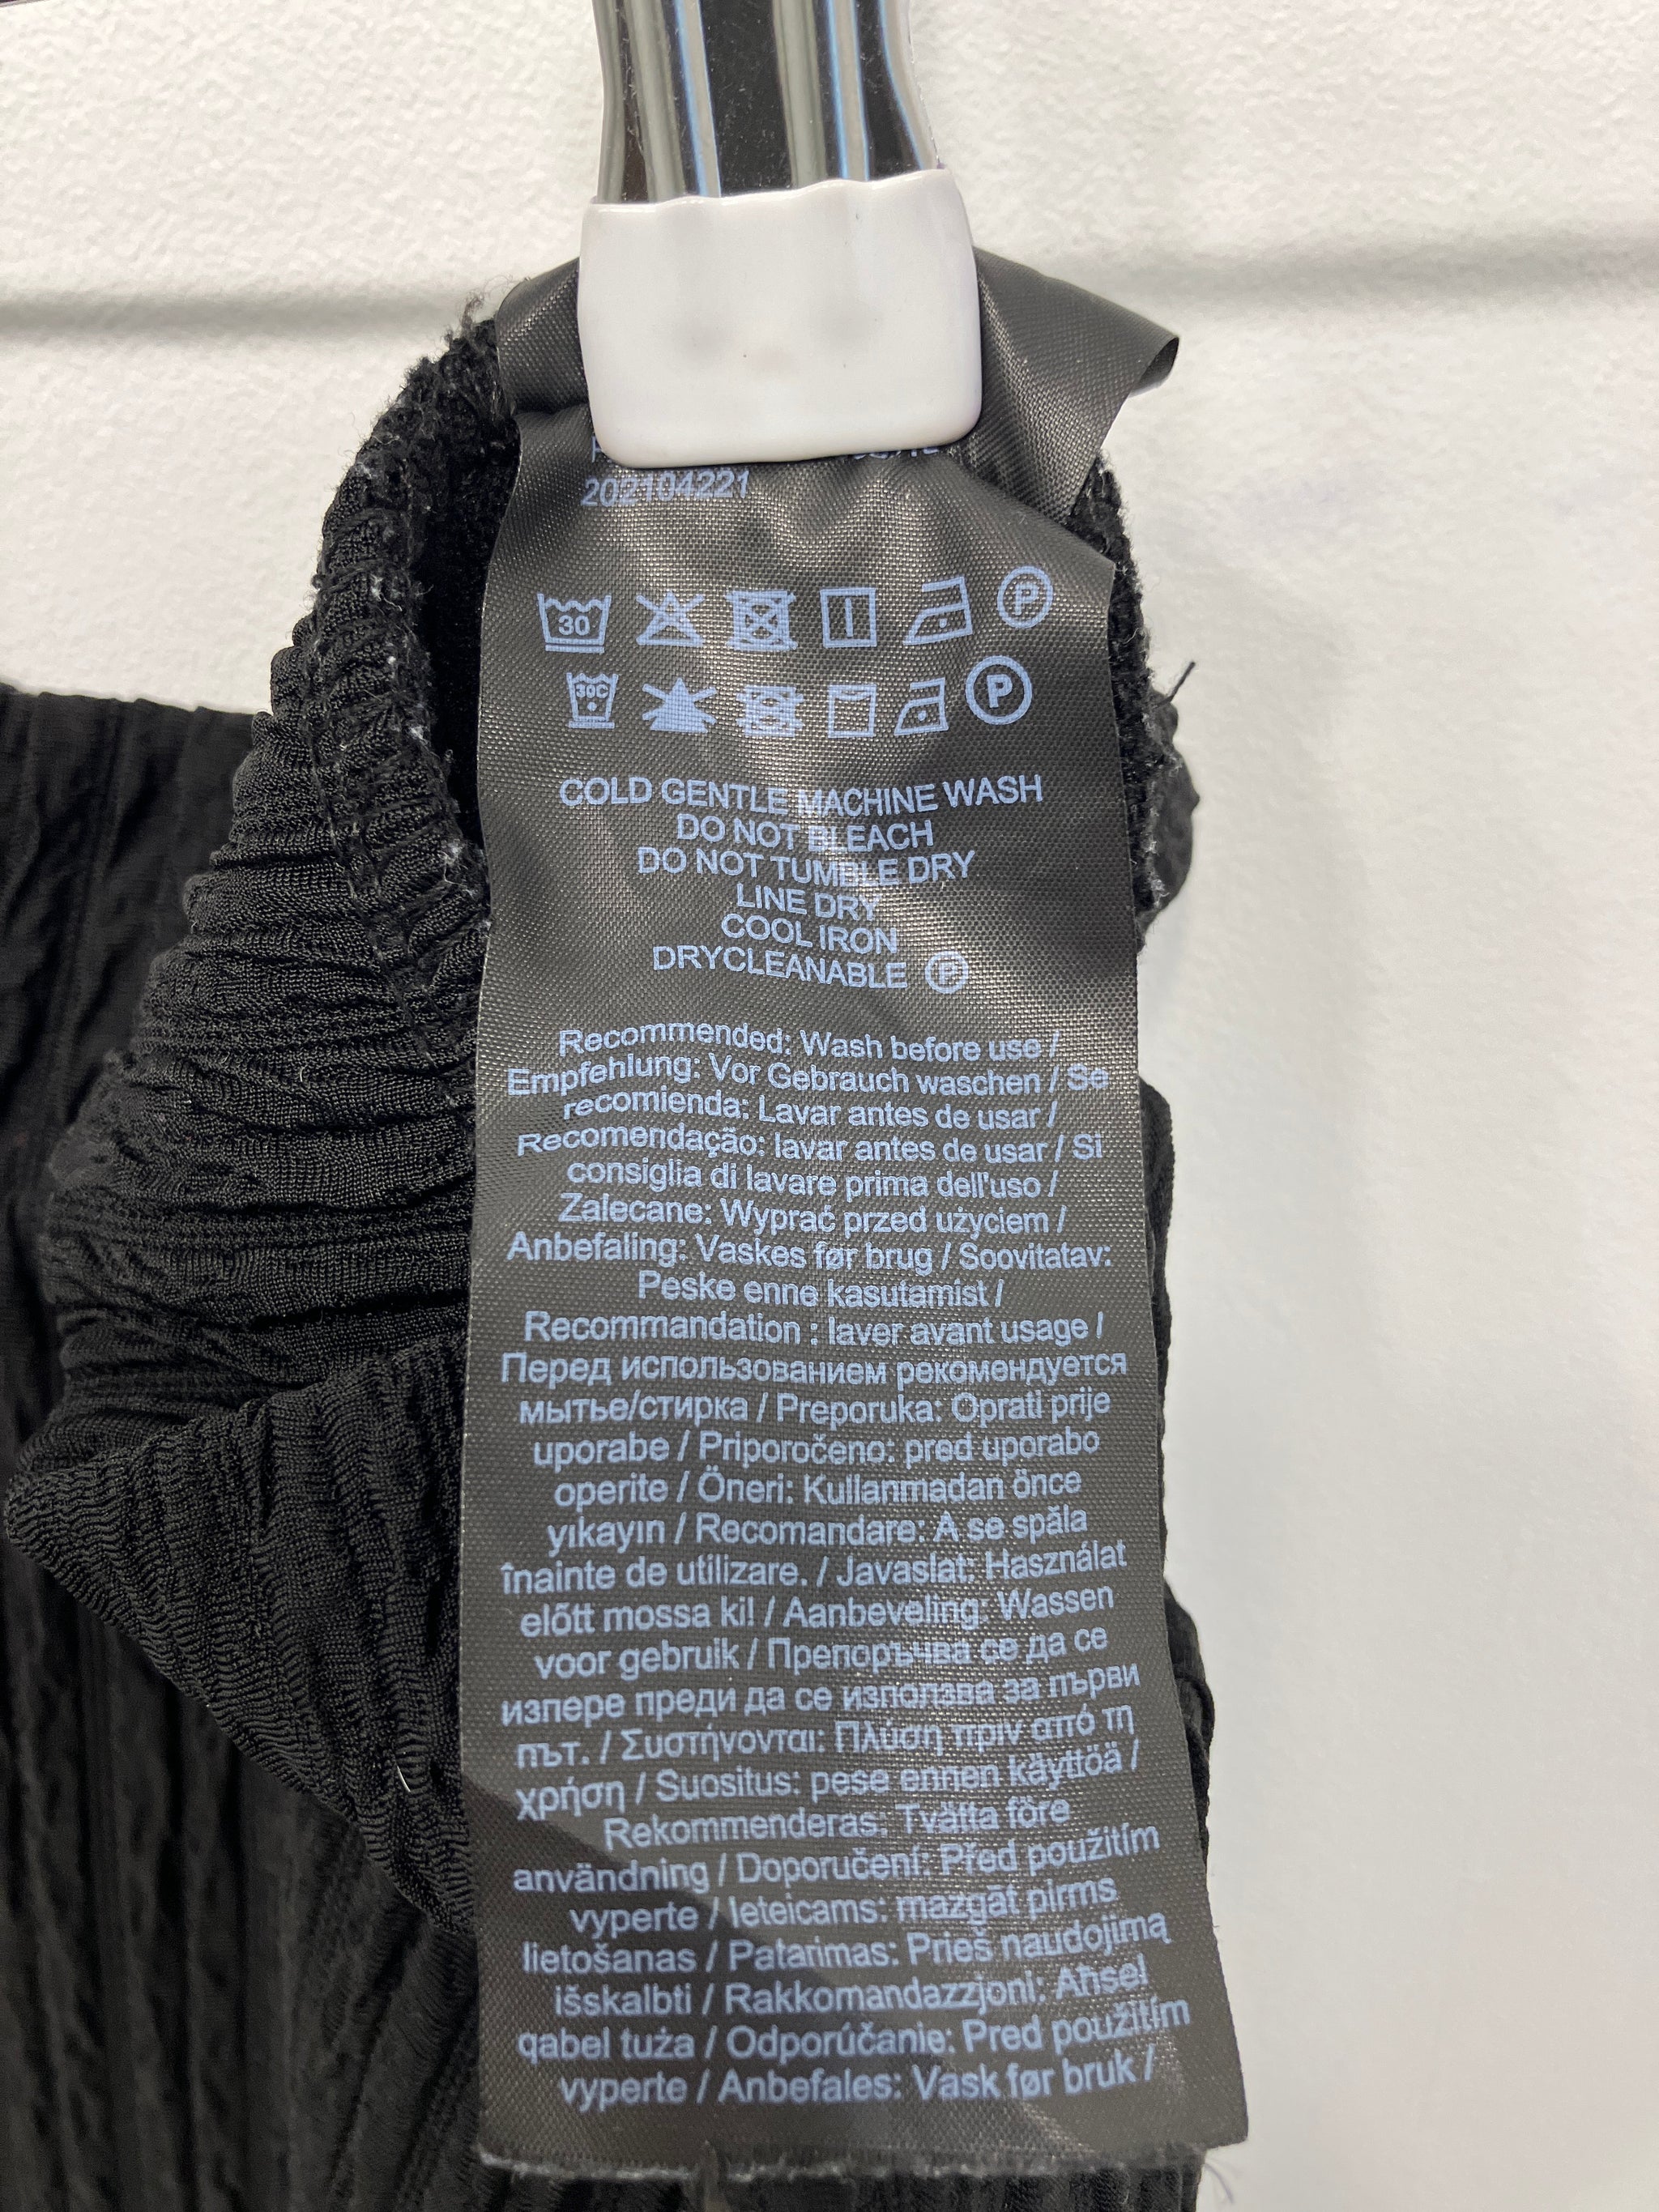 202104221
30 P
30C P
COLD GENTLE MACHINE WASH
DO NOT BLEACH
DO NOT TUMBLE DRY
LINE DRY
COOL IRON
DRYCLEANABLE P
Recommended: Wash before use /
Empfehlung: Vor Gebrauch waschen / Se
recomienda: Lavar antes de usar /
Recomendação: lavar antes de usar / Si
consiglia di lavare prima dell'uso /
Zalecane: Wyprać przed użyciem /
Anbefaling: Vaskes før brug / Soovitatav:
Peske enne kasutamist /
Recommandation : laver avant usage /
Перед использованием рекомендуется
мытье/стирка / Preporuka: Oprati prije
uporabe / Priporočeno: pred uporabo
operite / Öneri: Kullanmadan önce
yıkayın / Recomandare: A se spăla
înainte de utilizare. / Javaslat: Használat
előtt mossa ki! / Aanbeveling: Wassen
voor gebruik / Препоръчва се да се
изпере преди да се използва за първи
път. / Συστήνονται: Πλύση πριν από τη
χρήση / Suositus: pese ennen käyttöä /
Rekommenderas: Tvätta före
användning / Doporučení: Před použitím
vyperte / Ieteicams: mazgāt pirms
lietošanas / Patarimas: Prieš naudojimą
išskalbti / Rakkomandazzjoni: Aħsel
qabel tuża / Odporúčanie: Pred použitím
vyperte / Anbefales: Vask før bruk /